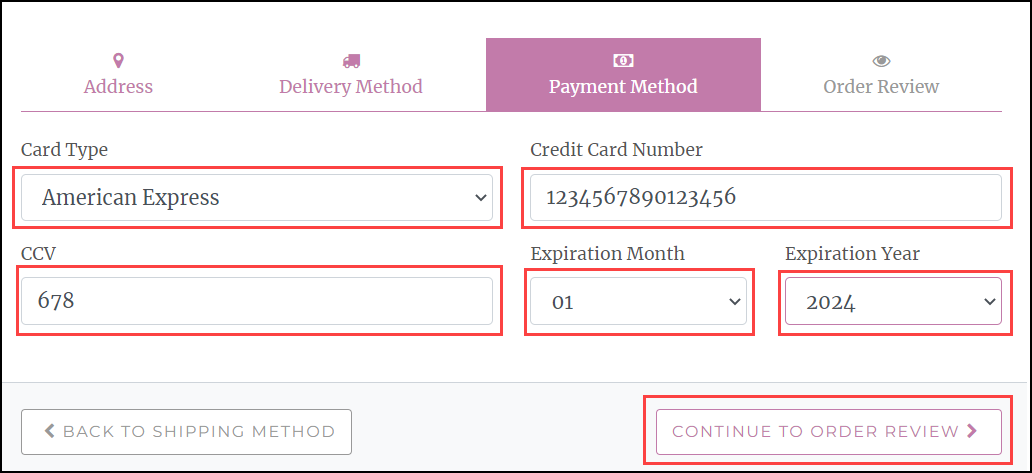 Address Delivery Method Payment Method Order Review
Card Type Credit Card Number
American Express 1234567890123456
CCV Expiration Month Expiration Year
678 01 2024
BACK TO SHIPPING METHOD CONTINUE TO ORDER REVIEW